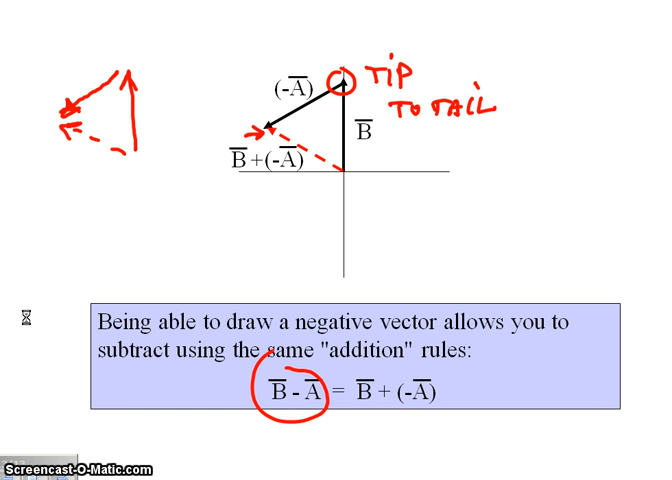 TIP
TO TAIL
(-A̅)
B̅
B̅+(-A̅)
Being able to draw a negative vector allows you to
subtract using the same "addition" rules:
B̅ - A̅ = B̅ + (-A̅)
Screencast-O-Matic.com